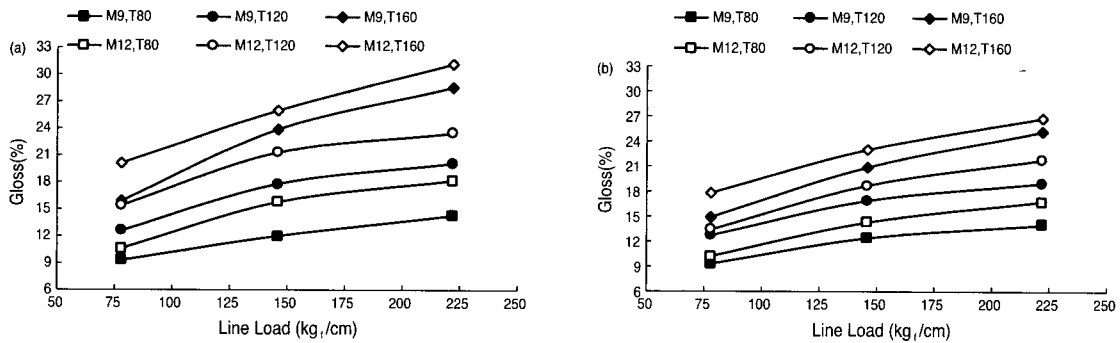 M9,T80 M9,T120 M9,T160
(a) M12,T80 M12,T120 M12,T160
33
30
27
24
21
18
15
12
9
6
Gloss(%)
50 75 100 125 150 175 200 225 250
Line Load (kgf/cm)
M9,T80 M9,T120 M9,T160
M12,T80 M12,T120 M12,T160
(b)
33
30
27
24
21
18
15
12
9
6
Gloss(%)
50 75 100 125 150 175 200 225 250
Line Load (kgf/cm)